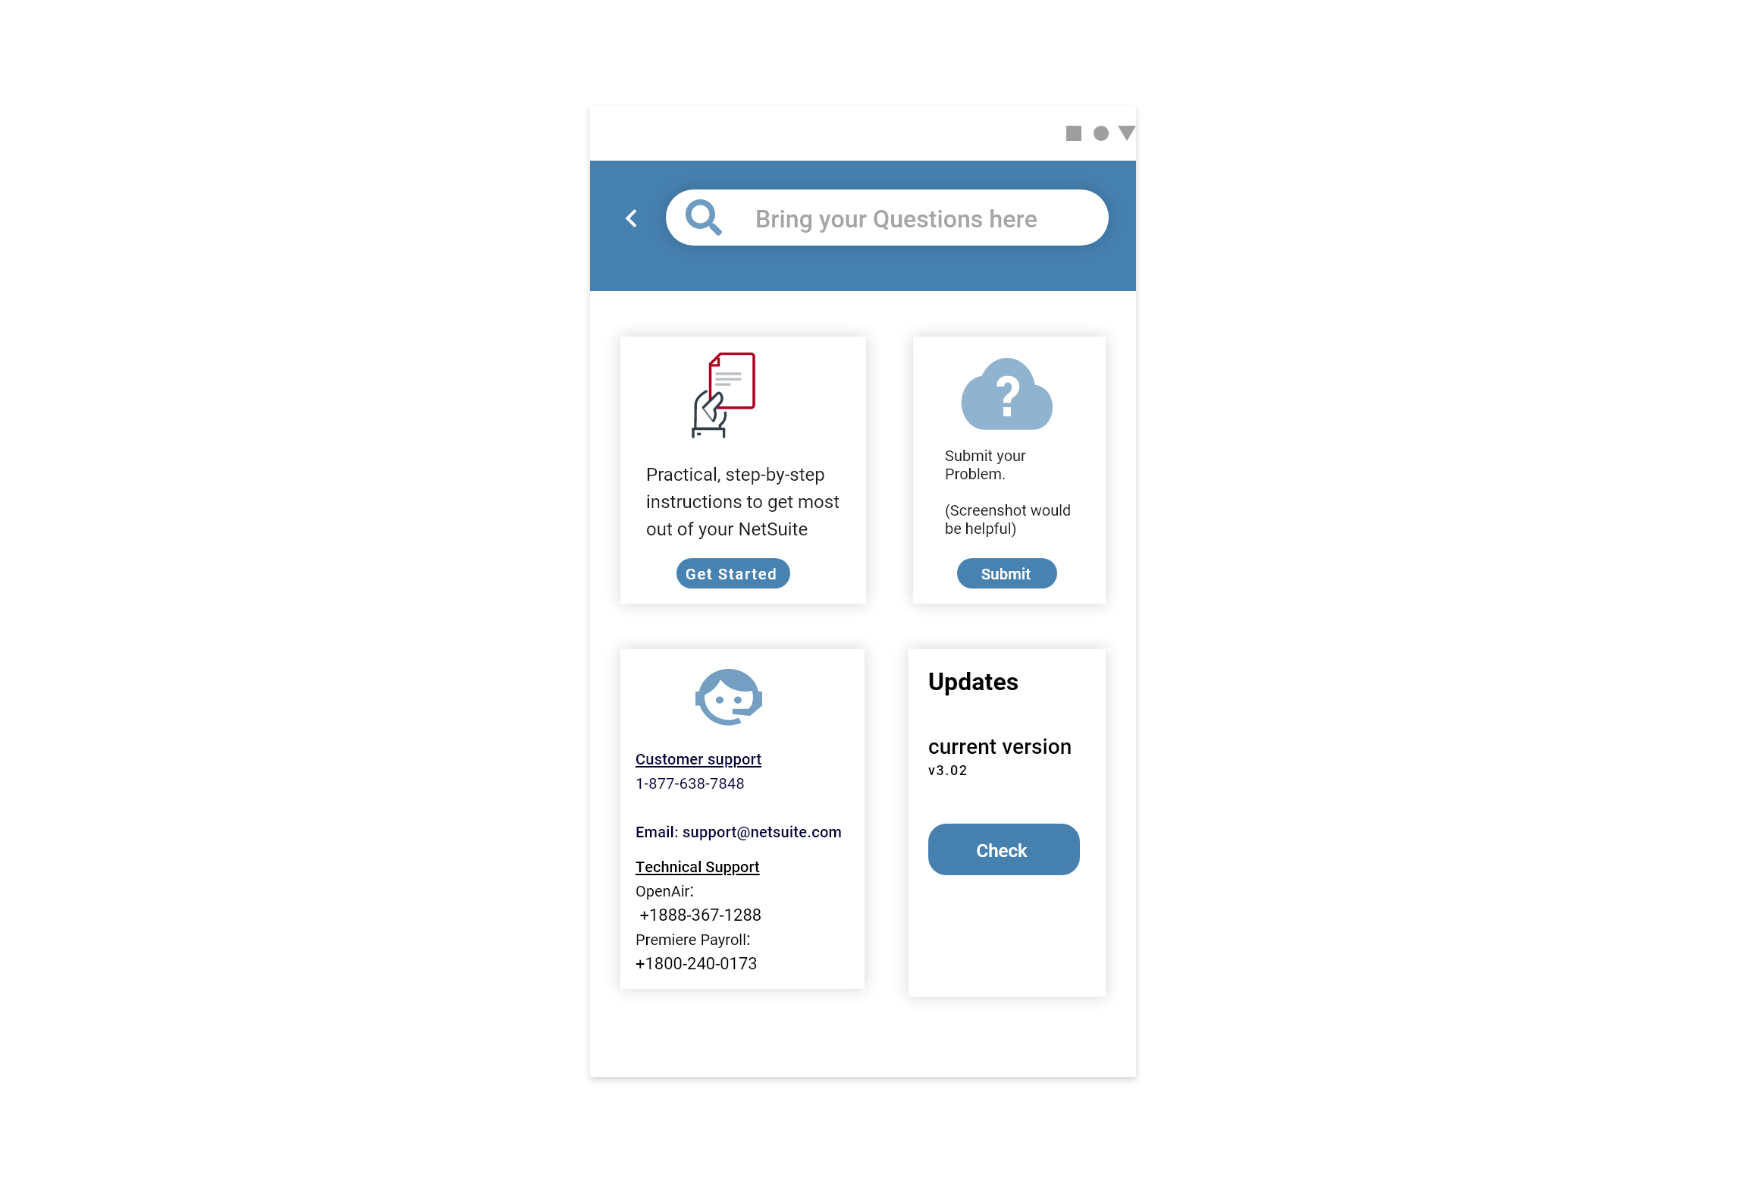 Bring your Questions here
Practical, step-by-step
instructions to get most
out of your NetSuite
Get Started
?
Submit your
Problem.
(Screenshot would
be helpful)
Submit
Customer support
1-877-638-7848
Email: support@netsuite.com
Technical Support
OpenAir:
+1888-367-1288
Premiere Payroll:
+1800-240-0173
Updates
current version
v3.02
Check